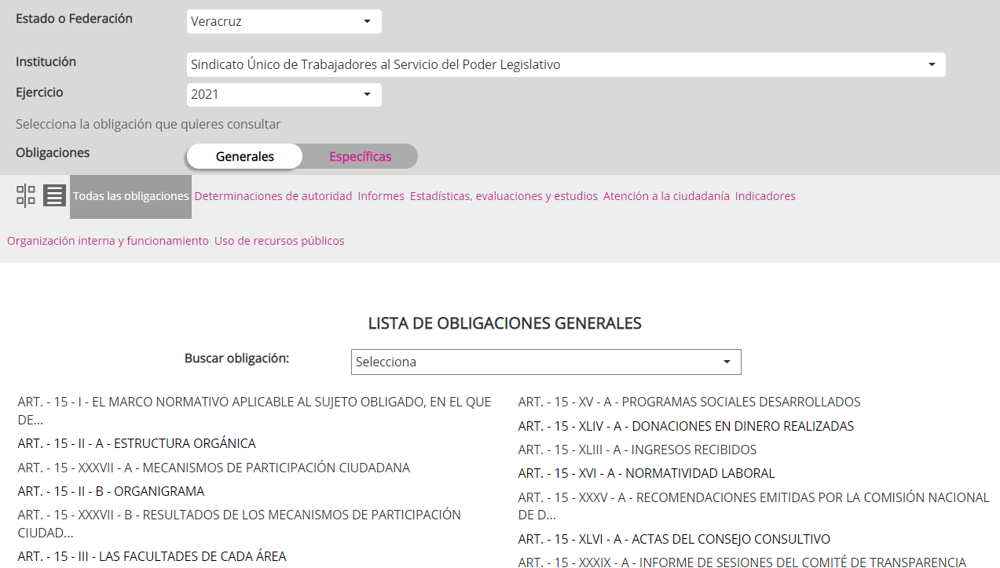 Estado o Federación
Veracruz
Institución
Sindicato Único de Trabajadores al Servicio del Poder Legislativo
Ejercicio
2021
Selecciona la obligación que quieres consultar
Obligaciones
Generales
Específicas
Todas las obligaciones Determinaciones de autoridad Informes Estadísticas, evaluaciones y estudios Atención a la ciudadanía Indicadores
Organización interna y funcionamiento Uso de recursos públicos
LISTA DE OBLIGACIONES GENERALES
Buscar obligación:
Selecciona
ART. - 15 - I - EL MARCO NORMATIVO APLICABLE AL SUJETO OBLIGADO, EN EL QUE
DE...
ART. - 15 - II - A - ESTRUCTURA ORGÁNICA
ART. - 15 - XXXVII - A - MECANISMOS DE PARTICIPACIÓN CIUDADANA
ART. - 15 - II - B - ORGANIGRAMA
ART. - 15 - XXXVII - B - RESULTADOS DE LOS MECANISMOS DE PARTICIPACIÓN
CIUDAD...
ART. - 15 - III - LAS FACULTADES DE CADA ÁREA
ART. - 15 - XV - A - PROGRAMAS SOCIALES DESARROLLADOS
ART. - 15 - XLIV - A - DONACIONES EN DINERO REALIZADAS
ART. - 15 - XLIII - A - INGRESOS RECIBIDOS
ART. - 15 - XVI - A - NORMATIVIDAD LABORAL
ART. - 15 - XXXV - A - RECOMENDACIONES EMITIDAS POR LA COMISIÓN NACIONAL
DE D...
ART. - 15 - XLVI - A - ACTAS DEL CONSEJO CONSULTIVO
ART. - 15 - XXXIX - A - INFORME DE SESIONES DEL COMITÉ DE TRANSPARENCIA